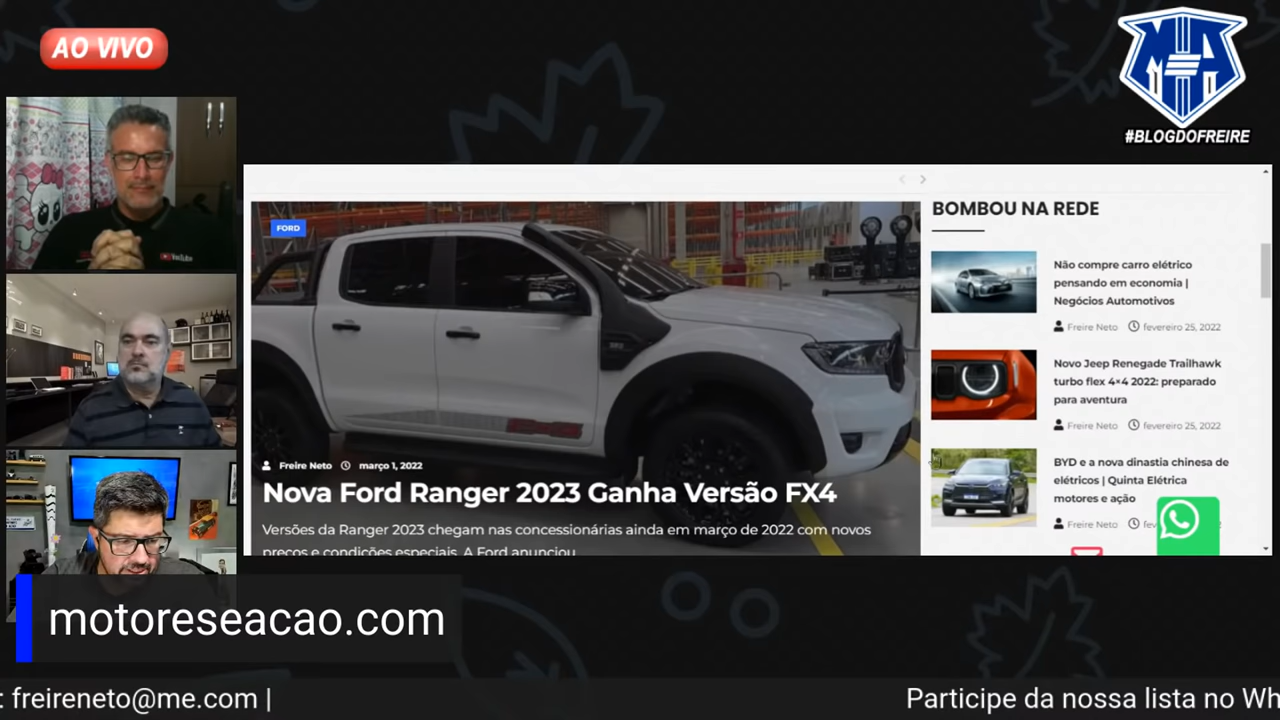 AO VIVO
MA
#BLOGDOFREIRE
YouTube
FORD
Freire Neto março 1, 2022
Nova Ford Ranger 2023 Ganha Versão FX4
Versões da Ranger 2023 chegam nas concessionárias ainda em março de 2022 com novos
preços e condições especiais. A Ford anunciou
BOMBOU NA REDE
Não compre carro elétrico
pensando em economia |
Negócios Automotivos
Freire Neto fevereiro 25, 2022
Novo Jeep Renegade Trailhawk
turbo flex 4×4 2022: preparado
para aventura
Freire Neto fevereiro 25, 2022
BYD e a nova dinastia chinesa de
elétricos | Quinta Elétrica
motores e ação
Freire Neto fev
motoreseacao.com
: freireneto@me.com |
Participe da nossa lista no Wh